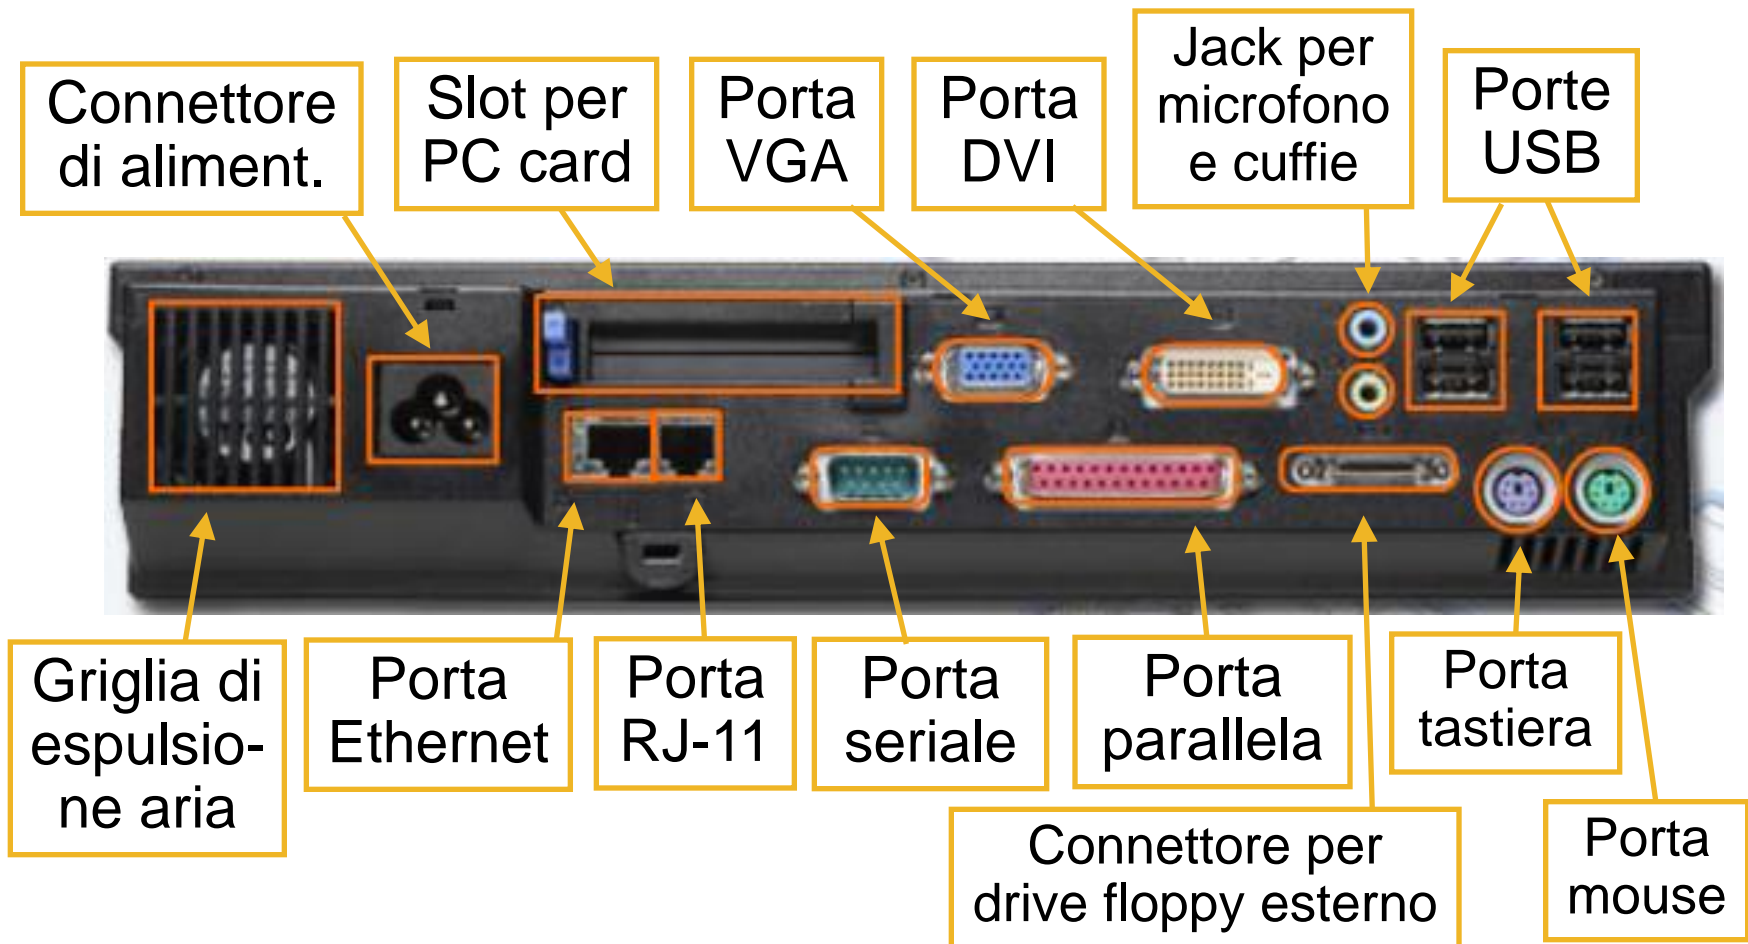 Connettore
di aliment.
Slot per
PC card
Porta
VGA
Porta
DVI
Jack per
microfono
e cuffie
Porte
USB
Griglia di
espulsio-
ne aria
Porta
Ethernet
Porta
RJ-11
Porta
seriale
Porta
parallela
Connettore per
drive floppy esterno
Porta
tastiera
Porta
mouse